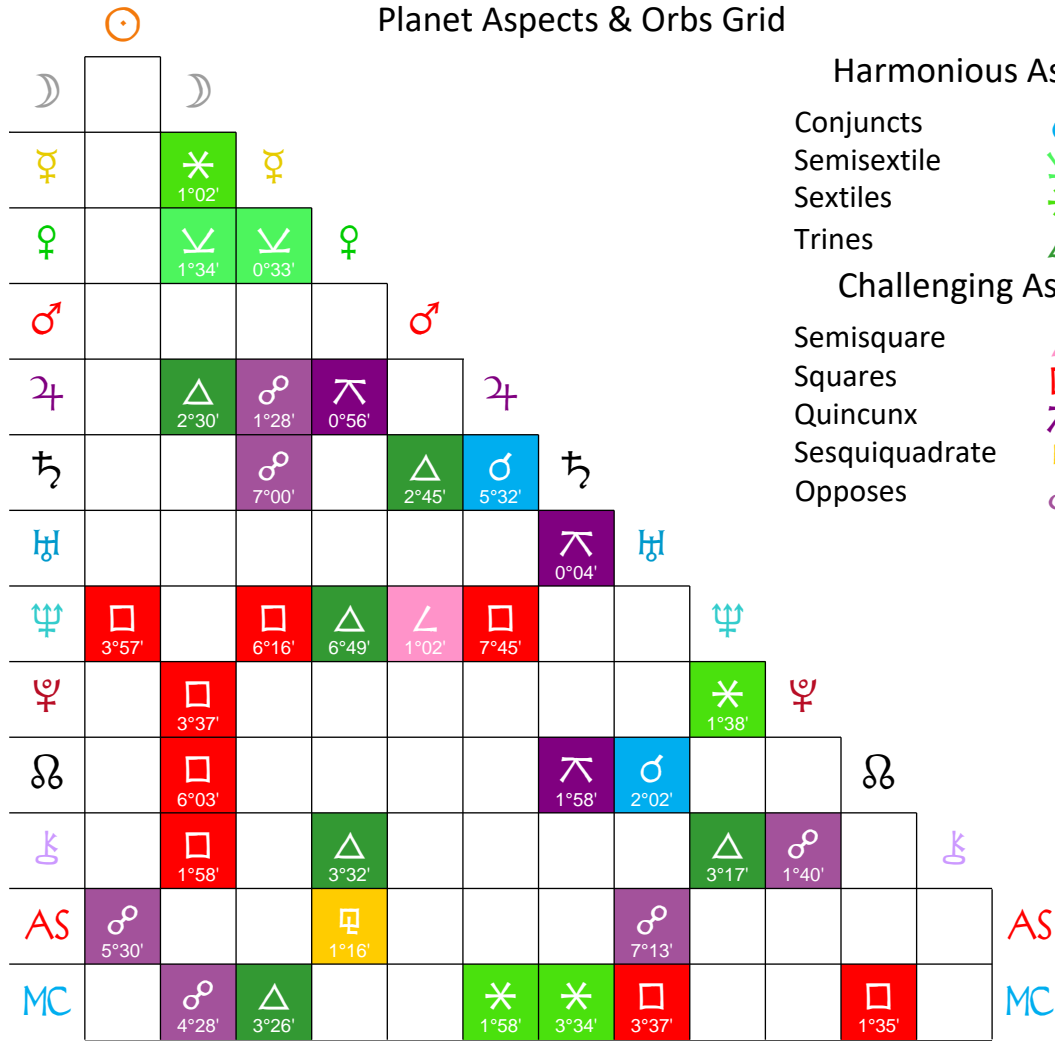 Planet Aspects & Orbs Grid
Harmonious As
Conjuncts
Semisextile
Sextiles
Trines
Challenging As
Semisquare
Squares
Quincunx
Sesquiquadrate
Opposes
☉
☽ ☽
☿ 1°02' ☿
♀ 1°34' 0°33' ♀
♂ ♂
♃ 2°30' 1°28' 0°56' ♃
♄ 7°00' 2°45' 5°32' ♄
♅ 0°04' ♅
♆ 3°57' 6°16' 6°49' 1°02' 7°45' ♆
♇ 3°37' 1°38' ♇
☊ 6°03' 1°58' 2°02' ☊
⚷ 1°58' 3°32' 3°17' 1°40' ⚷
AS 5°30' 1°16' 7°13' AS
MC 4°28' 3°26' 1°58' 3°34' 3°37' 1°35' MC